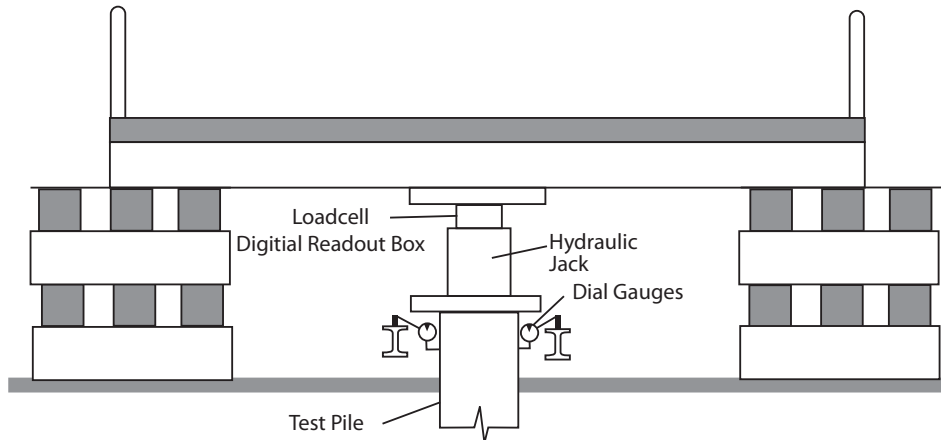 Loadcell
Digitial Readout Box
Hydraulic
Jack
Dial Gauges
Test Pile